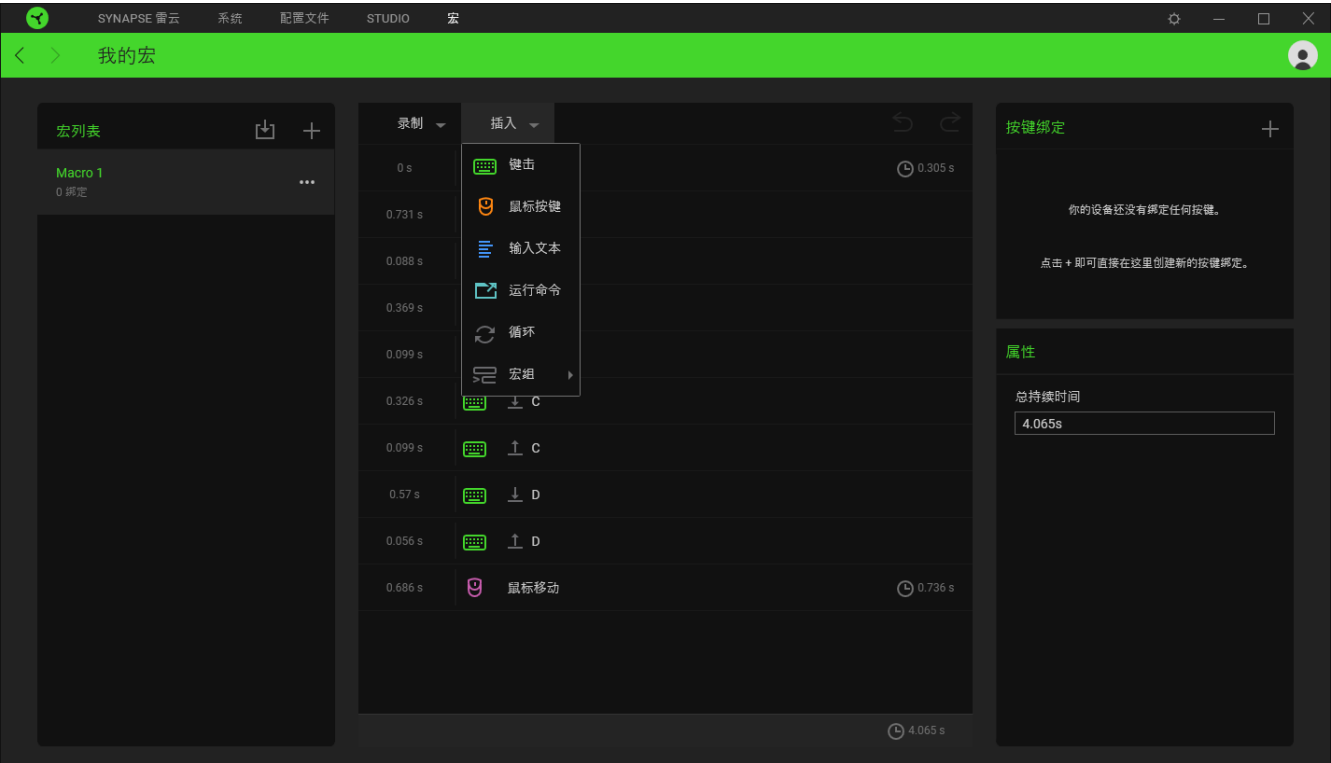 SYNAPSE 雷云 系统 配置文件 STUDIO 宏
我的宏
宏列表
Macro 1
0 绑定
录制 插入
0 s 0.305 s
0.731 s
0.088 s
0.369 s
0.099 s
0.326 s C
0.099 s C
0.57 s D
0.056 s D
0.686 s 鼠标移动 0.736 s
4.065 s
键击
鼠标按键
输入文本
运行命令
循环
宏组
按键绑定
你的设备还没有绑定任何按键。
点击 + 即可直接在这里创建新的按键绑定。
属性
总持续时间
4.065s